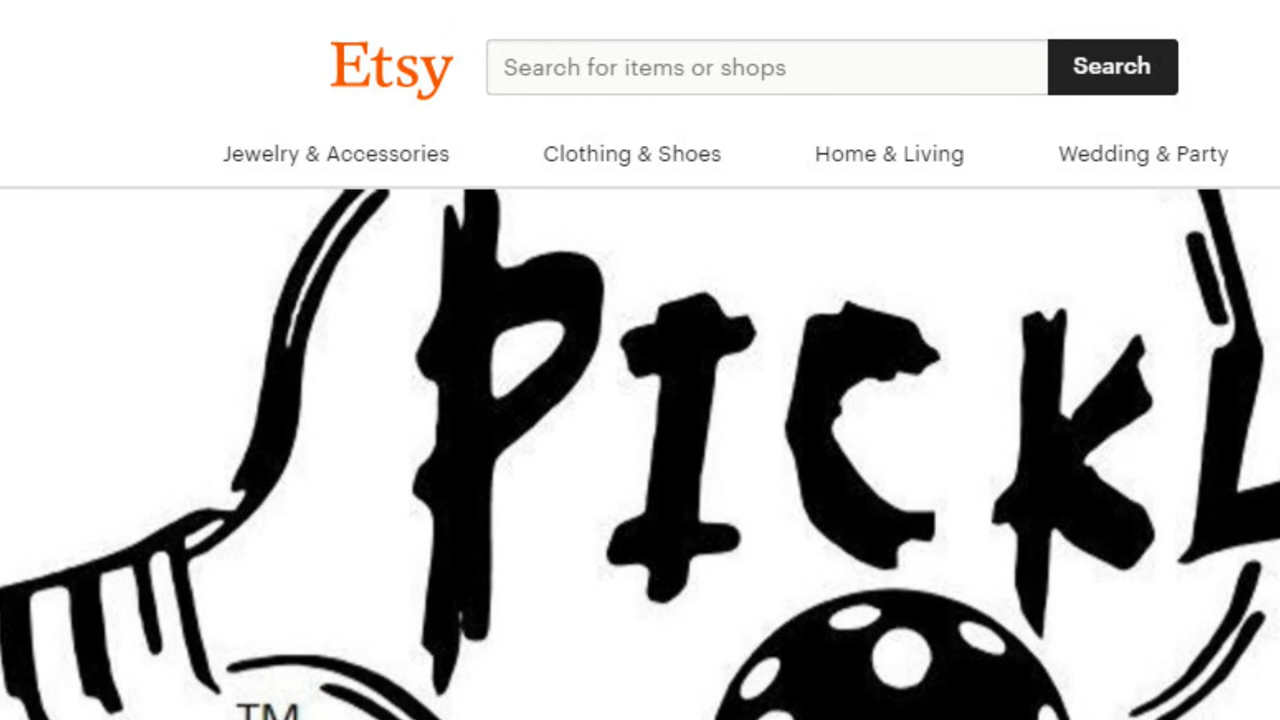 Etsy
Search for items or shops
Search
Jewelry & Accessories
Clothing & Shoes
Home & Living
Wedding & Party
PICKL
TM